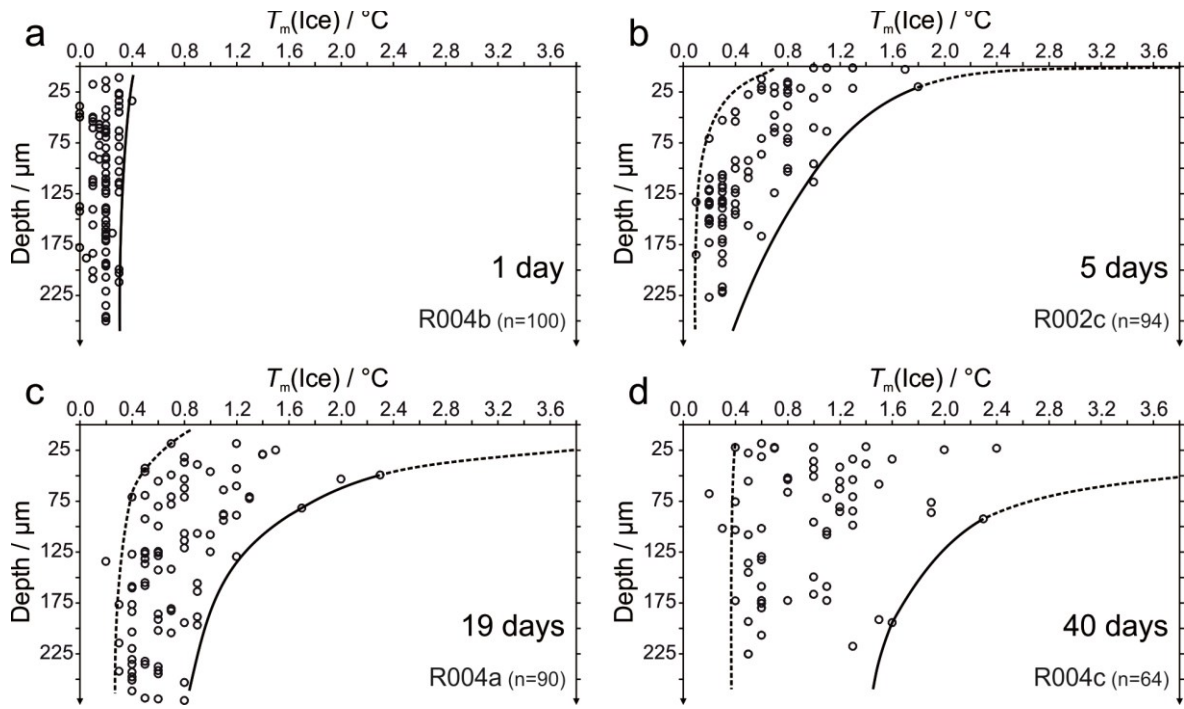 a
Tm(Ice) / °C
0.0 0.4 0.8 1.2 1.6 2.0 2.4 2.8 3.2 3.6
Depth / µm
25
75
125
175
225
1 day
R004b (n=100)
b
Tm(Ice) / °C
0.0 0.4 0.8 1.2 1.6 2.0 2.4 2.8 3.2 3.6
Depth / µm
25
75
125
175
225
5 days
R002c (n=94)
c
Tm(Ice) / °C
0.0 0.4 0.8 1.2 1.6 2.0 2.4 2.8 3.2 3.6
Depth / µm
25
75
125
175
225
19 days
R004a (n=90)
d
Tm(Ice) / °C
0.0 0.4 0.8 1.2 1.6 2.0 2.4 2.8 3.2 3.6
Depth / µm
25
75
125
175
225
40 days
R004c (n=64)